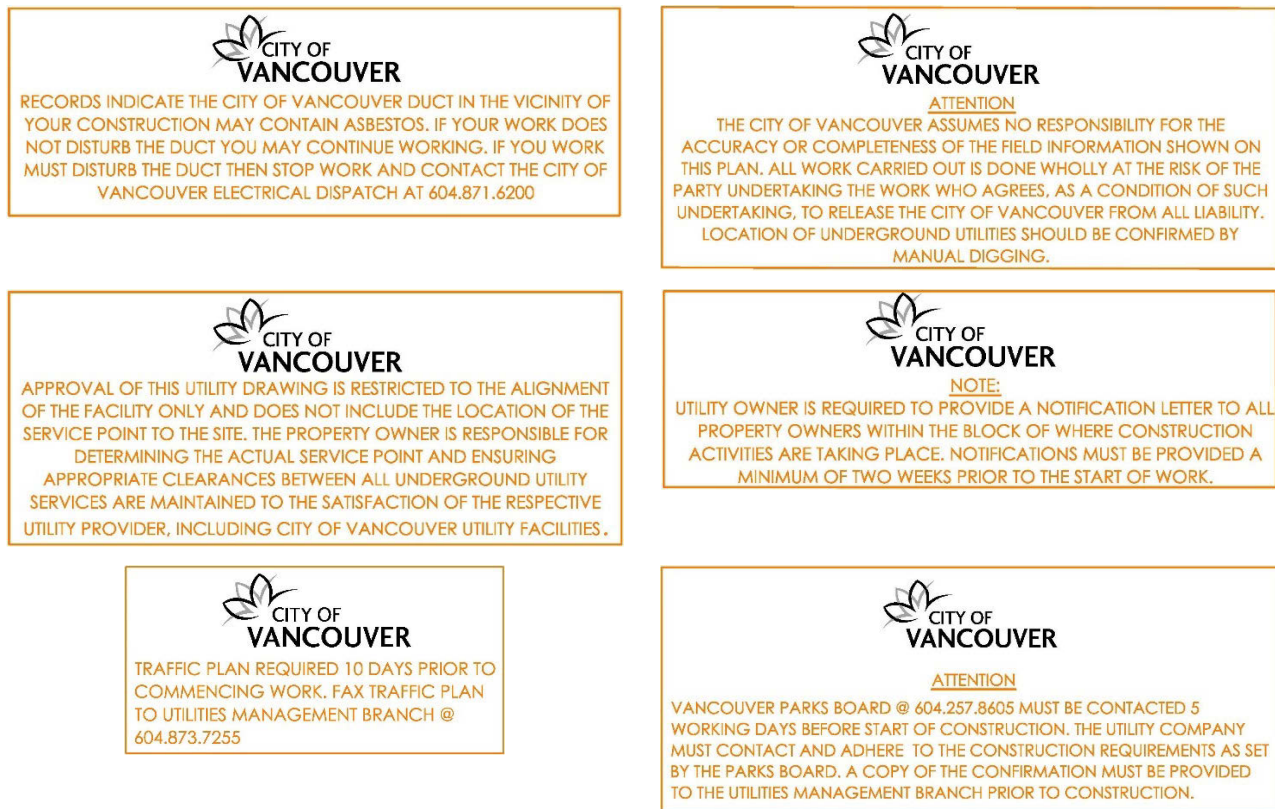 CITY OF
VANCOUVER
RECORDS INDICATE THE CITY OF VANCOUVER DUCT IN THE VICINITY OF
YOUR CONSTRUCTION MAY CONTAIN ASBESTOS. IF YOUR WORK DOES
NOT DISTURB THE DUCT YOU MAY CONTINUE WORKING. IF YOU WORK
MUST DISTURB THE DUCT THEN STOP WORK AND CONTACT THE CITY OF
VANCOUVER ELECTRICAL DISPATCH AT 604.871.6200
CITY OF
VANCOUVER
ATTENTION
THE CITY OF VANCOUVER ASSUMES NO RESPONSIBILITY FOR THE
ACCURACY OR COMPLETENESS OF THE FIELD INFORMATION SHOWN ON
THIS PLAN. ALL WORK CARRIED OUT IS DONE WHOLLY AT THE RISK OF THE
PARTY UNDERTAKING THE WORK WHO AGREES, AS A CONDITION OF SUCH
UNDERTAKING, TO RELEASE THE CITY OF VANCOUVER FROM ALL LIABILITY.
LOCATION OF UNDERGROUND UTILITIES SHOULD BE CONFIRMED BY
MANUAL DIGGING.
CITY OF
VANCOUVER
APPROVAL OF THIS UTILITY DRAWING IS RESTRICTED TO THE ALIGNMENT
OF THE FACILITY ONLY AND DOES NOT INCLUDE THE LOCATION OF THE
SERVICE POINT TO THE SITE. THE PROPERTY OWNER IS RESPONSIBLE FOR
DETERMINING THE ACTUAL SERVICE POINT AND ENSURING
APPROPRIATE CLEARANCES BETWEEN ALL UNDERGROUND UTILITY
SERVICES ARE MAINTAINED TO THE SATISFACTION OF THE RESPECTIVE
UTILITY PROVIDER, INCLUDING CITY OF VANCOUVER UTILITY FACILITIES.
CITY OF
VANCOUVER
NOTE:
UTILITY OWNER IS REQUIRED TO PROVIDE A NOTIFICATION LETTER TO ALL
PROPERTY OWNERS WITHIN THE BLOCK OF WHERE CONSTRUCTION
ACTIVITIES ARE TAKING PLACE. NOTIFICATIONS MUST BE PROVIDED A
MINIMUM OF TWO WEEKS PRIOR TO THE START OF WORK.
CITY OF
VANCOUVER
TRAFFIC PLAN REQUIRED 10 DAYS PRIOR TO
COMMENCING WORK. FAX TRAFFIC PLAN
TO UTILITIES MANAGEMENT BRANCH @
604.873.7255
CITY OF
VANCOUVER
ATTENTION
VANCOUVER PARKS BOARD @ 604.257.8605 MUST BE CONTACTED 5
WORKING DAYS BEFORE START OF CONSTRUCTION. THE UTILITY COMPANY
MUST CONTACT AND ADHERE TO THE CONSTRUCTION REQUIREMENTS AS SET
BY THE PARKS BOARD. A COPY OF THE CONFIRMATION MUST BE PROVIDED
TO THE UTILITIES MANAGEMENT BRANCH PRIOR TO CONSTRUCTION.